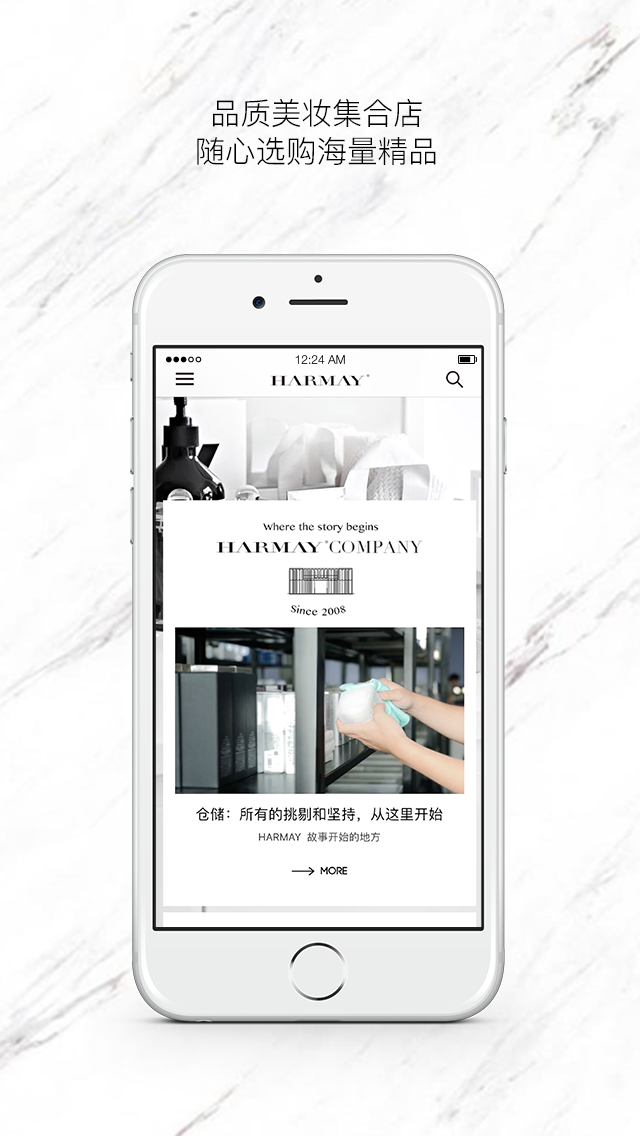 品质美妆集合店
随心选购海量精品
12:24 AM
HARMAY®
Where the story begins
HARMAY®COMPANY
Since 2008
仓储：所有的挑剔和坚持，从这里开始
HARMAY 故事开始的地方
→ MORE